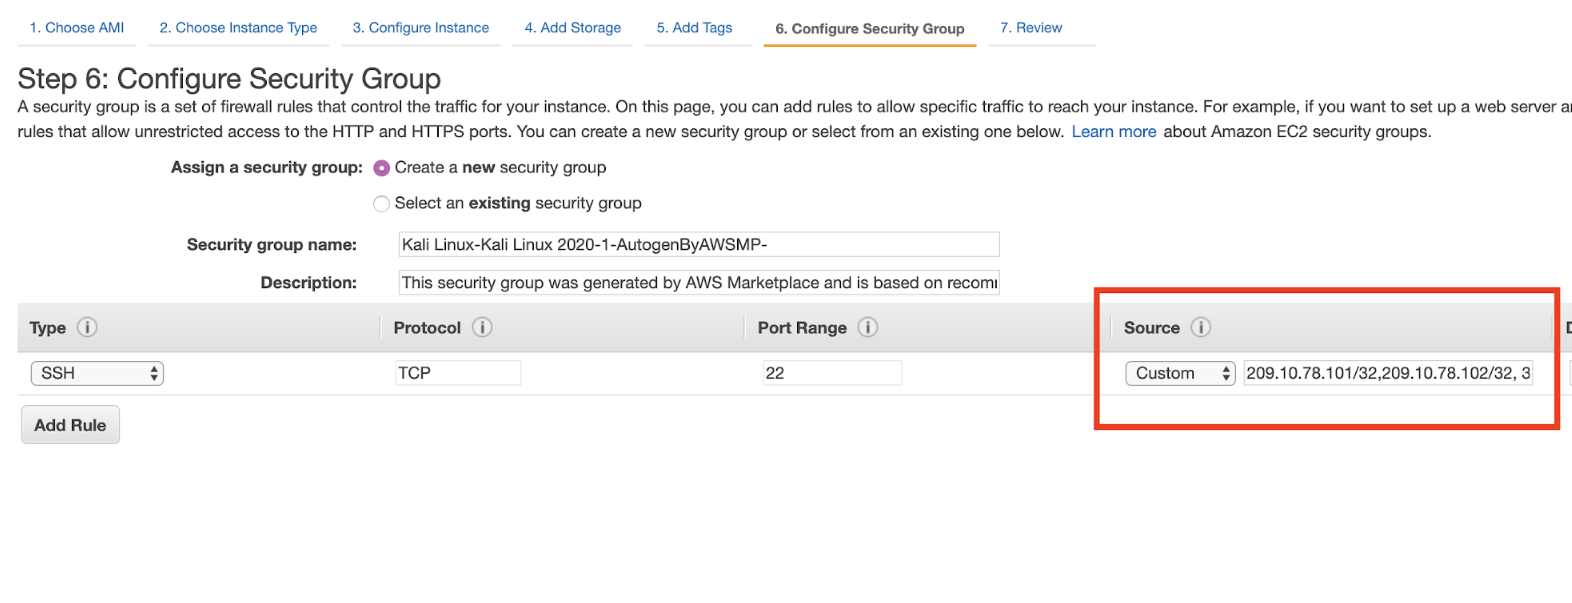 1. Choose AMI 2. Choose Instance Type 3. Configure Instance 4. Add Storage 5. Add Tags 6. Configure Security Group 7. Review
Step 6: Configure Security Group
A security group is a set of firewall rules that control the traffic for your instance. On this page, you can add rules to allow specific traffic to reach your instance. For example, if you want to set up a web server
rules that allow unrestricted access to the HTTP and HTTPS ports. You can create a new security group or select from an existing one below. Learn more about Amazon EC2 security groups.
Assign a security group: Create a new security group
Select an existing security group
Security group name: Kali Linux-Kali Linux 2020-1-AutogenByAWSMP-
Description: This security group was generated by AWS Marketplace and is based on
Type i Protocol i Port Range i Source i
SSH TCP 22 Custom 209.10.78.101/32,209.10.78.102/32, 3
Add Rule